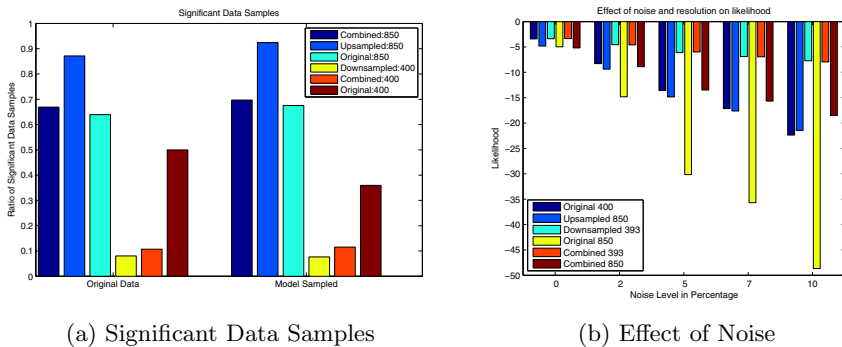 Significant Data Samples
1
0.9
0.8
0.7
0.6
0.5
0.4
0.3
0.2
0.1
0
Ratio of Significant Data Samples
Combined:850
Upsampled:850
Original:850
Downsampled:400
Combined:400
Original:400
Original Data
Model Sampled
(a) Significant Data Samples
Effect of noise and resolution on likelihood
0
−5
−10
−15
−20
−25
−30
−35
−40
−45
−50
Likelihood
Original 400
Upsampled 850
Downsampled 393
Original 850
Combined 393
Combined 850
0 2 5 7 10
Noise Level in Percentage
(b) Effect of Noise